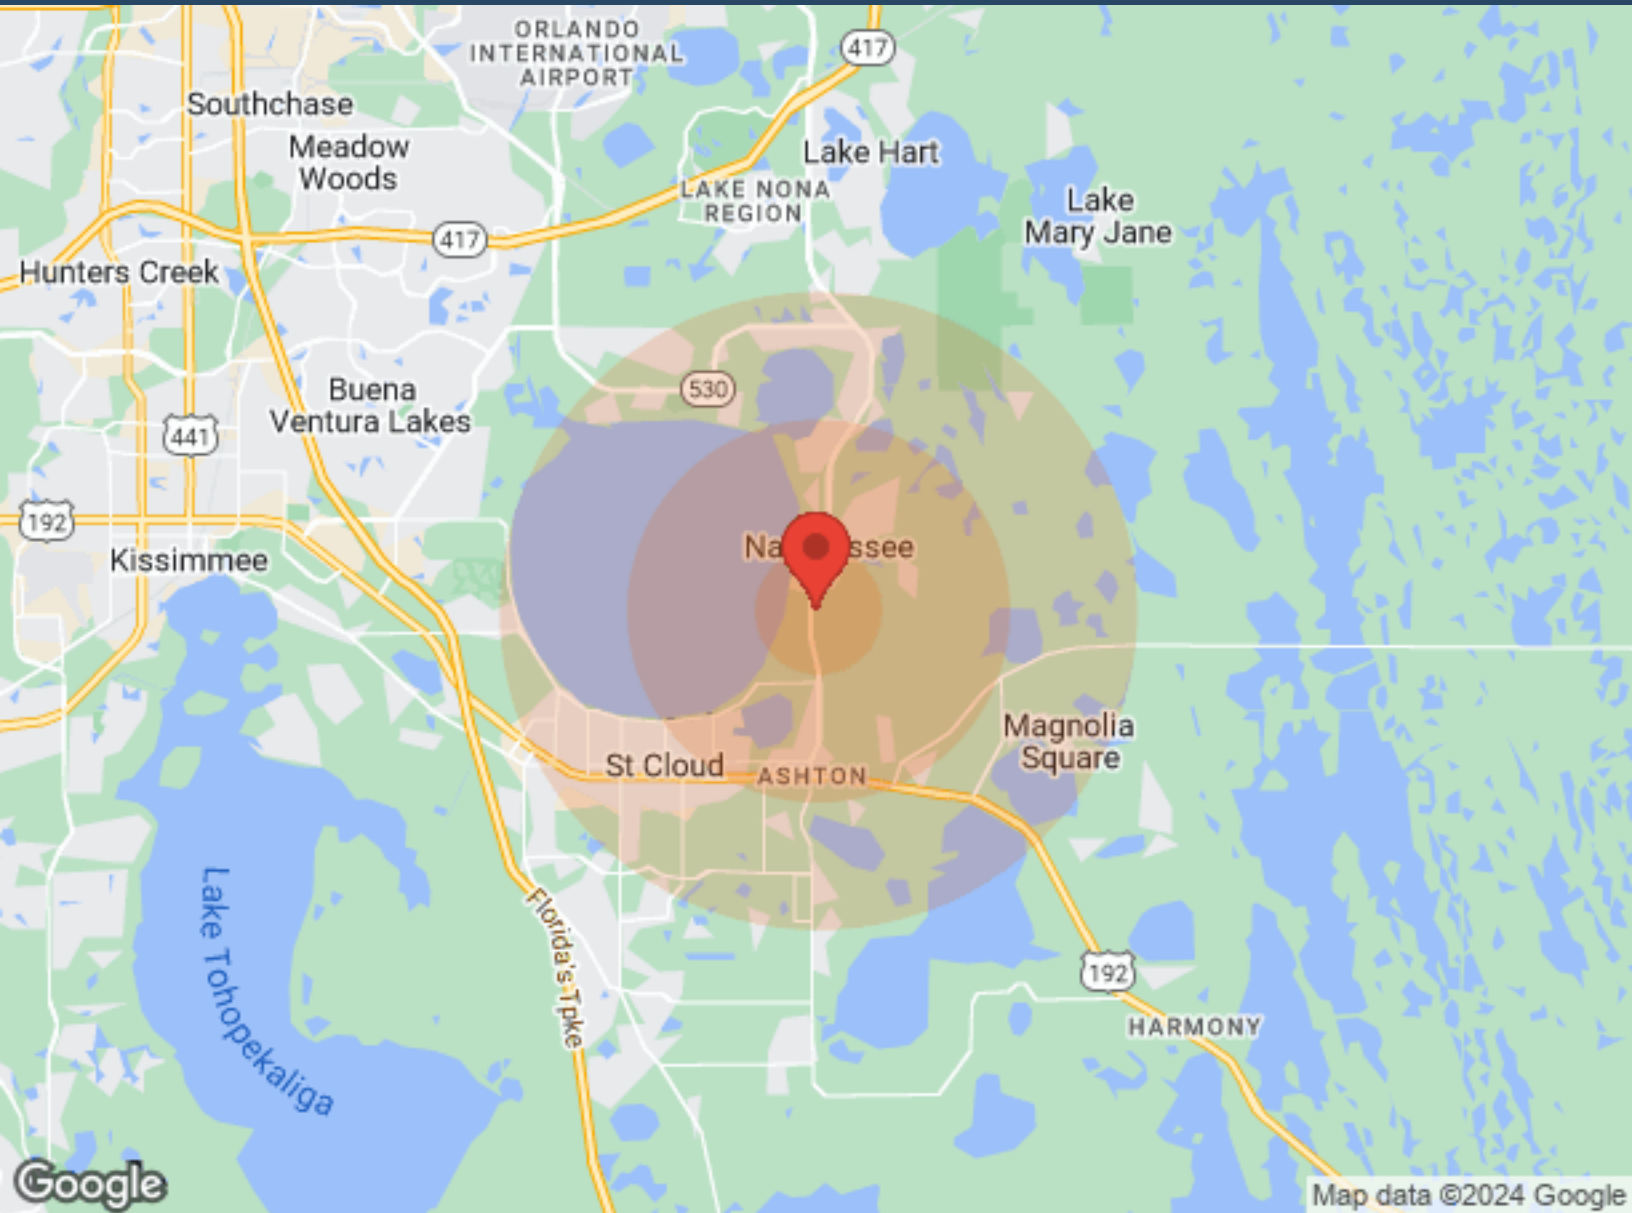 ORLANDO
INTERNATIONAL
AIRPORT
417
Southchase
Meadow
Woods
Lake Hart
LAKE NONA
REGION
Lake
Mary Jane
417
Hunters Creek
530
Buena
Ventura Lakes
441
192
Kissimmee
Magnolia
Square
St Cloud
ASHTON
Lake Tohopekaliga
Florida's Tpke
192
HARMONY
Google
Map data ©2024 Google